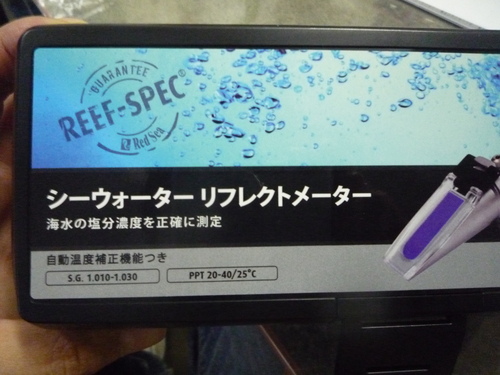 GUARANTEE
REEF-SPEC®
Red Sea
シーウォーター リフレクトメーター
海水の塩分濃度を正確に測定
自動温度補正機能つき
S.G. 1.010-1.030
PPT 20-40/25°C